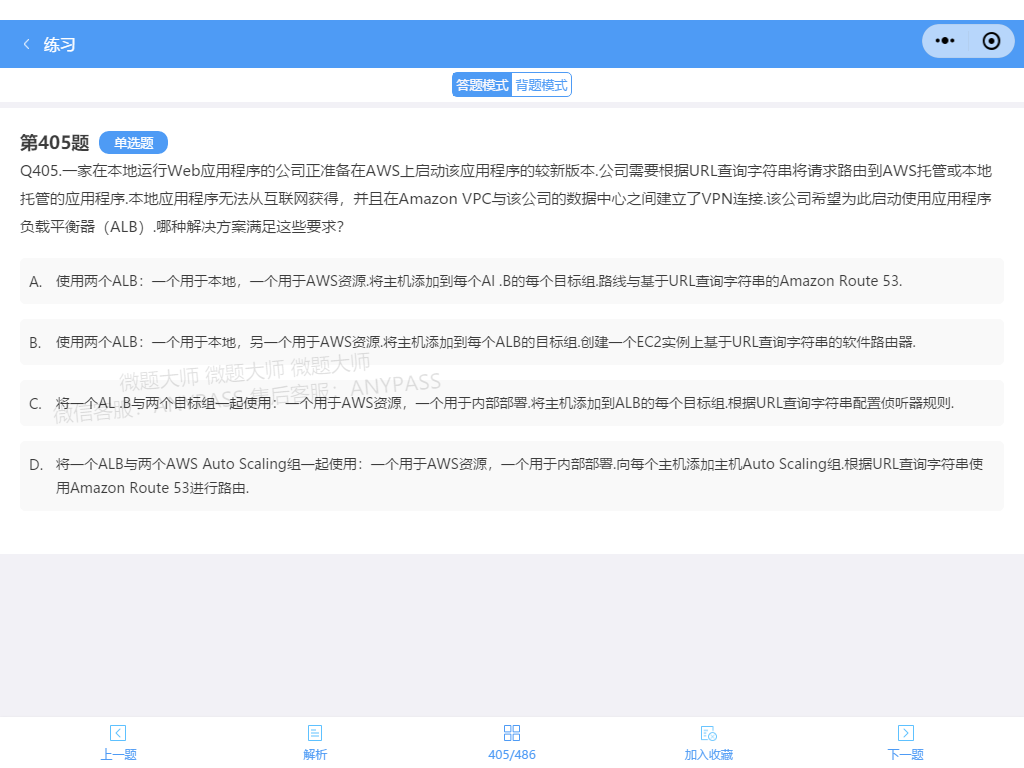 练习
答题模式 背题模式
第405题 单选题
Q405.一家在本地运行Web应用程序的公司正准备在AWS上启动该应用程序的较新版本.公司需要根据URL查询字符串将请求路由到AWS托管或本地
托管的应用程序.本地应用程序无法从互联网获得，并且在Amazon VPC与该公司的数据中心之间建立了VPN连接.该公司希望为此启动使用应用程序
负载平衡器（ALB）.哪种解决方案满足这些要求?
A. 使用两个ALB：一个用于本地，一个用于AWS资源.将主机添加到每个Al .B的每个目标组.路线与基于URL查询字符串的Amazon Route 53.
B. 使用两个ALB：一个用于本地，另一个用于AWS资源.将主机添加到每个ALB的目标组.创建一个EC2实例上基于URL查询字符串的软件路由器.
微题大师 微题大师 微题大师
微信客服：ANYPASS 售后客服：ANYPASS
C. 将一个AL .B与两个目标组一起使用：一个用于AWS资源，一个用于内部部署.将主机添加到ALB的每个目标组.根据URL查询字符串配置侦听器规则.
D. 将一个ALB与两个AWS Auto Scaling组一起使用：一个用于AWS资源，一个用于内部部署.向每个主机添加主机Auto Scaling组.根据URL查询字符串使
用Amazon Route 53进行路由.
上一题 解析 405/486 加入收藏 下一题